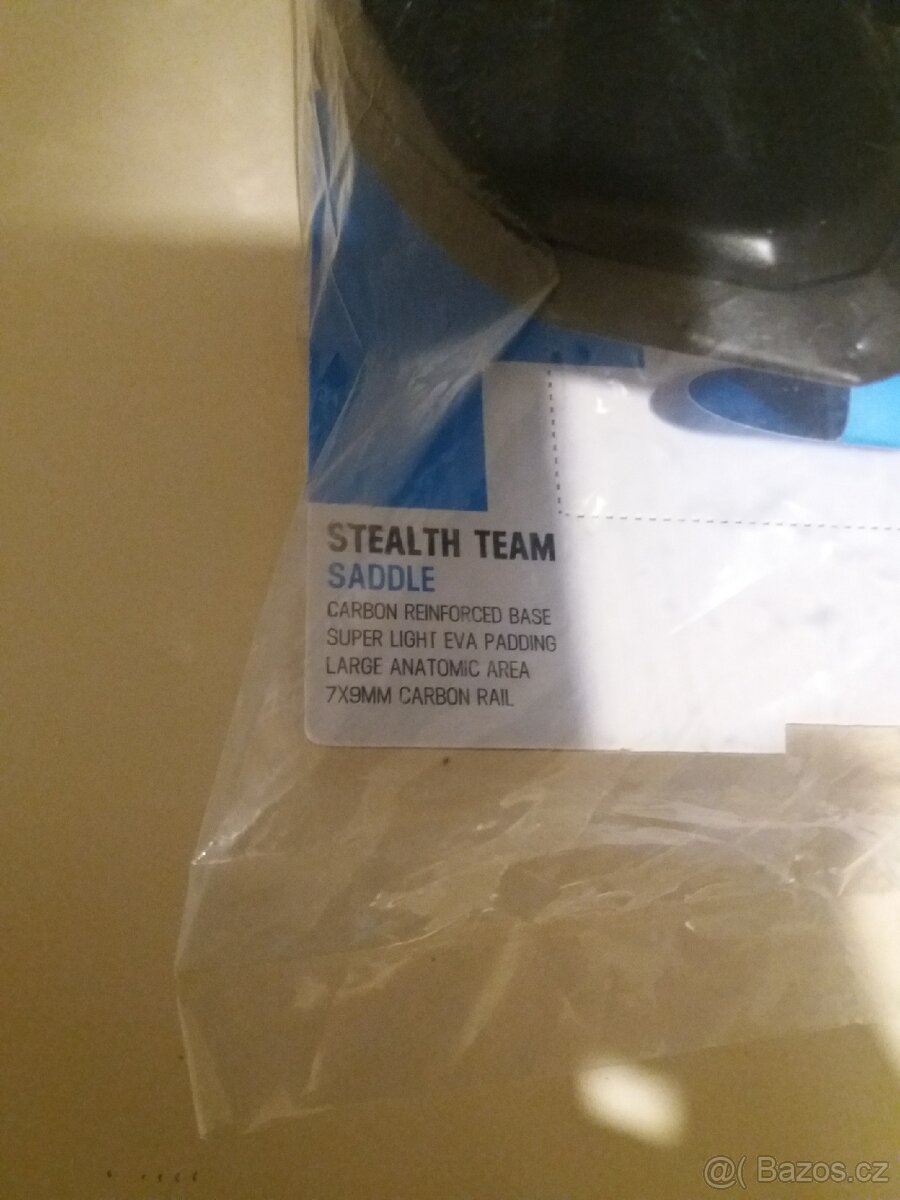 STEALTH TEAM
SADDLE
CARBON REINFORCED BASE
SUPER LIGHT EVA PADDING
LARGE ANATOMIC AREA
7X9MM CARBON RAIL
@( Bazos.cz